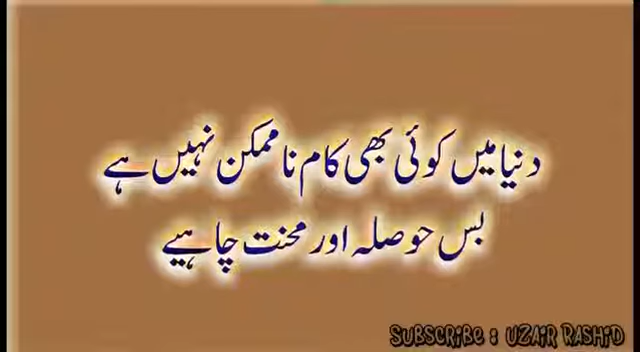 دنیا میں کوئی بھی کام ناممکن نہیں ہے
بس حوصلہ اور محنت چاہیے
SUBSCRIBE : UZAIR RASHID